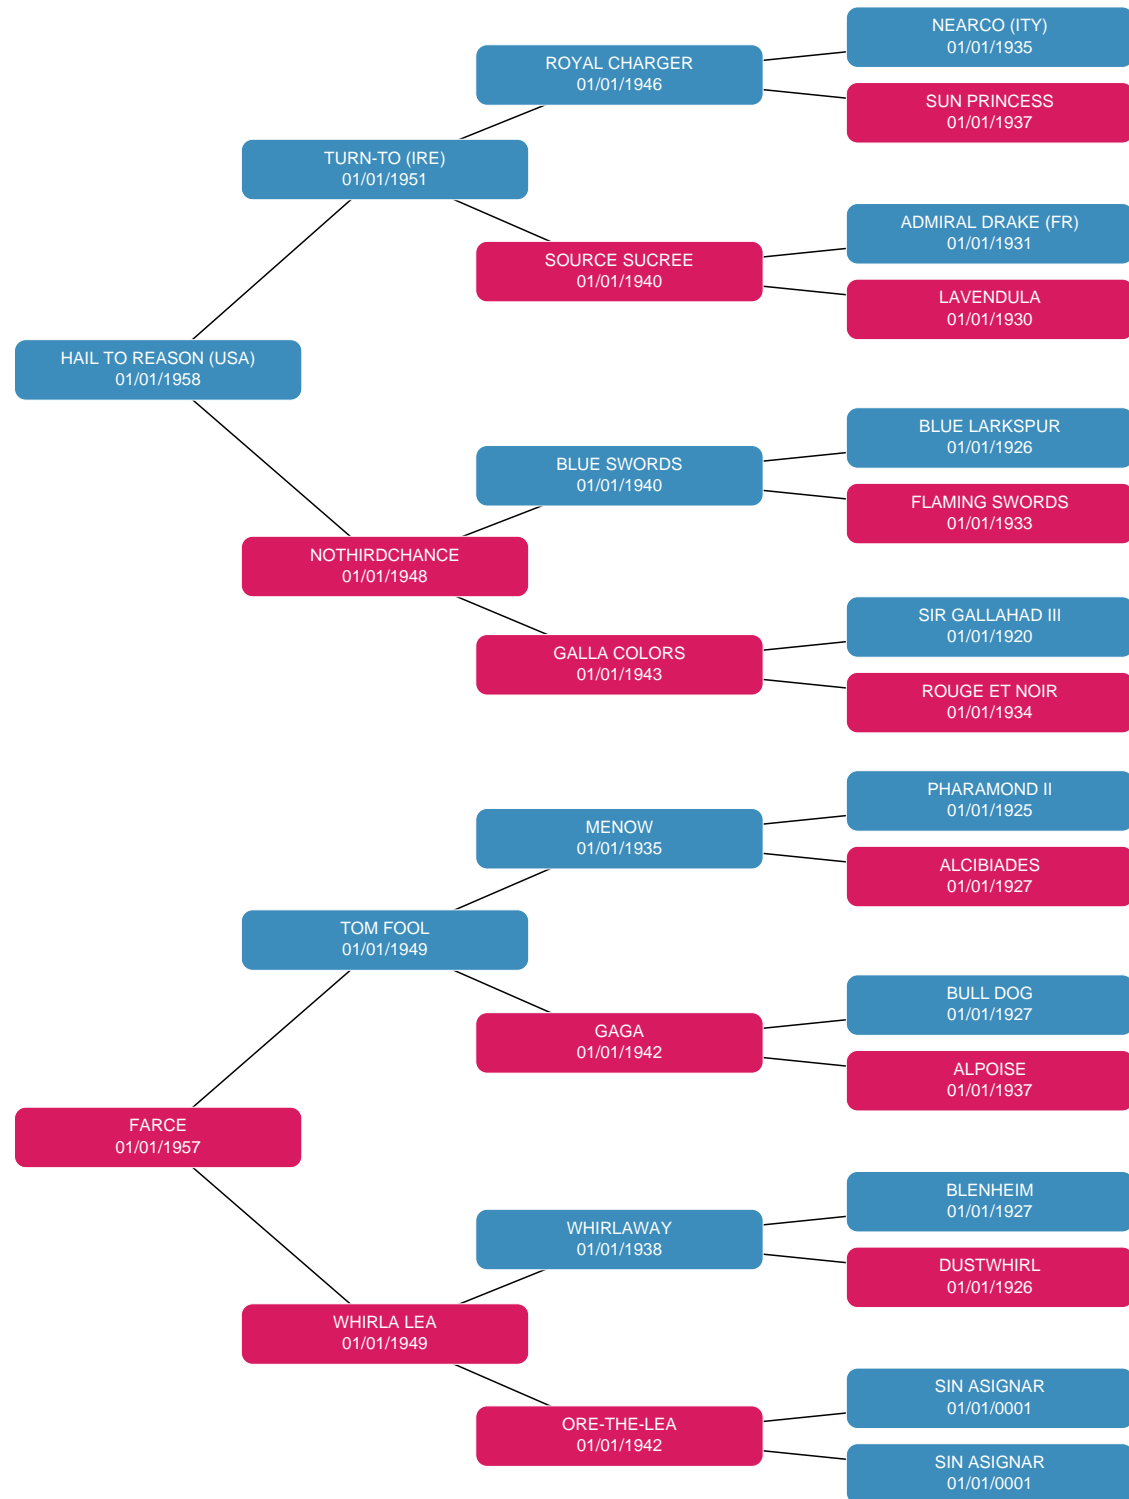 NEARCO (ITY)
01/01/1935
ROYAL CHARGER
01/01/1946
SUN PRINCESS
01/01/1937
TURN-TO (IRE)
01/01/1951
ADMIRAL DRAKE (FR)
01/01/1931
SOURCE SUCREE
01/01/1940
LAVENDULA
01/01/1930
HAIL TO REASON (USA)
01/01/1958
BLUE LARKSPUR
01/01/1926
BLUE SWORDS
01/01/1940
FLAMING SWORDS
01/01/1933
NOTHIRDCHANCE
01/01/1948
SIR GALLAHAD III
01/01/1920
GALLA COLORS
01/01/1943
ROUGE ET NOIR
01/01/1934
PHARAMOND II
01/01/1925
MENOW
01/01/1935
ALCIBIADES
01/01/1927
TOM FOOL
01/01/1949
BULL DOG
01/01/1927
GAGA
01/01/1942
ALPOISE
01/01/1937
FARCE
01/01/1957
BLENHEIM
01/01/1927
WHIRLAWAY
01/01/1938
DUSTWHIRL
01/01/1926
WHIRLA LEA
01/01/1949
SIN ASIGNAR
01/01/0001
ORE-THE-LEA
01/01/1942
SIN ASIGNAR
01/01/0001